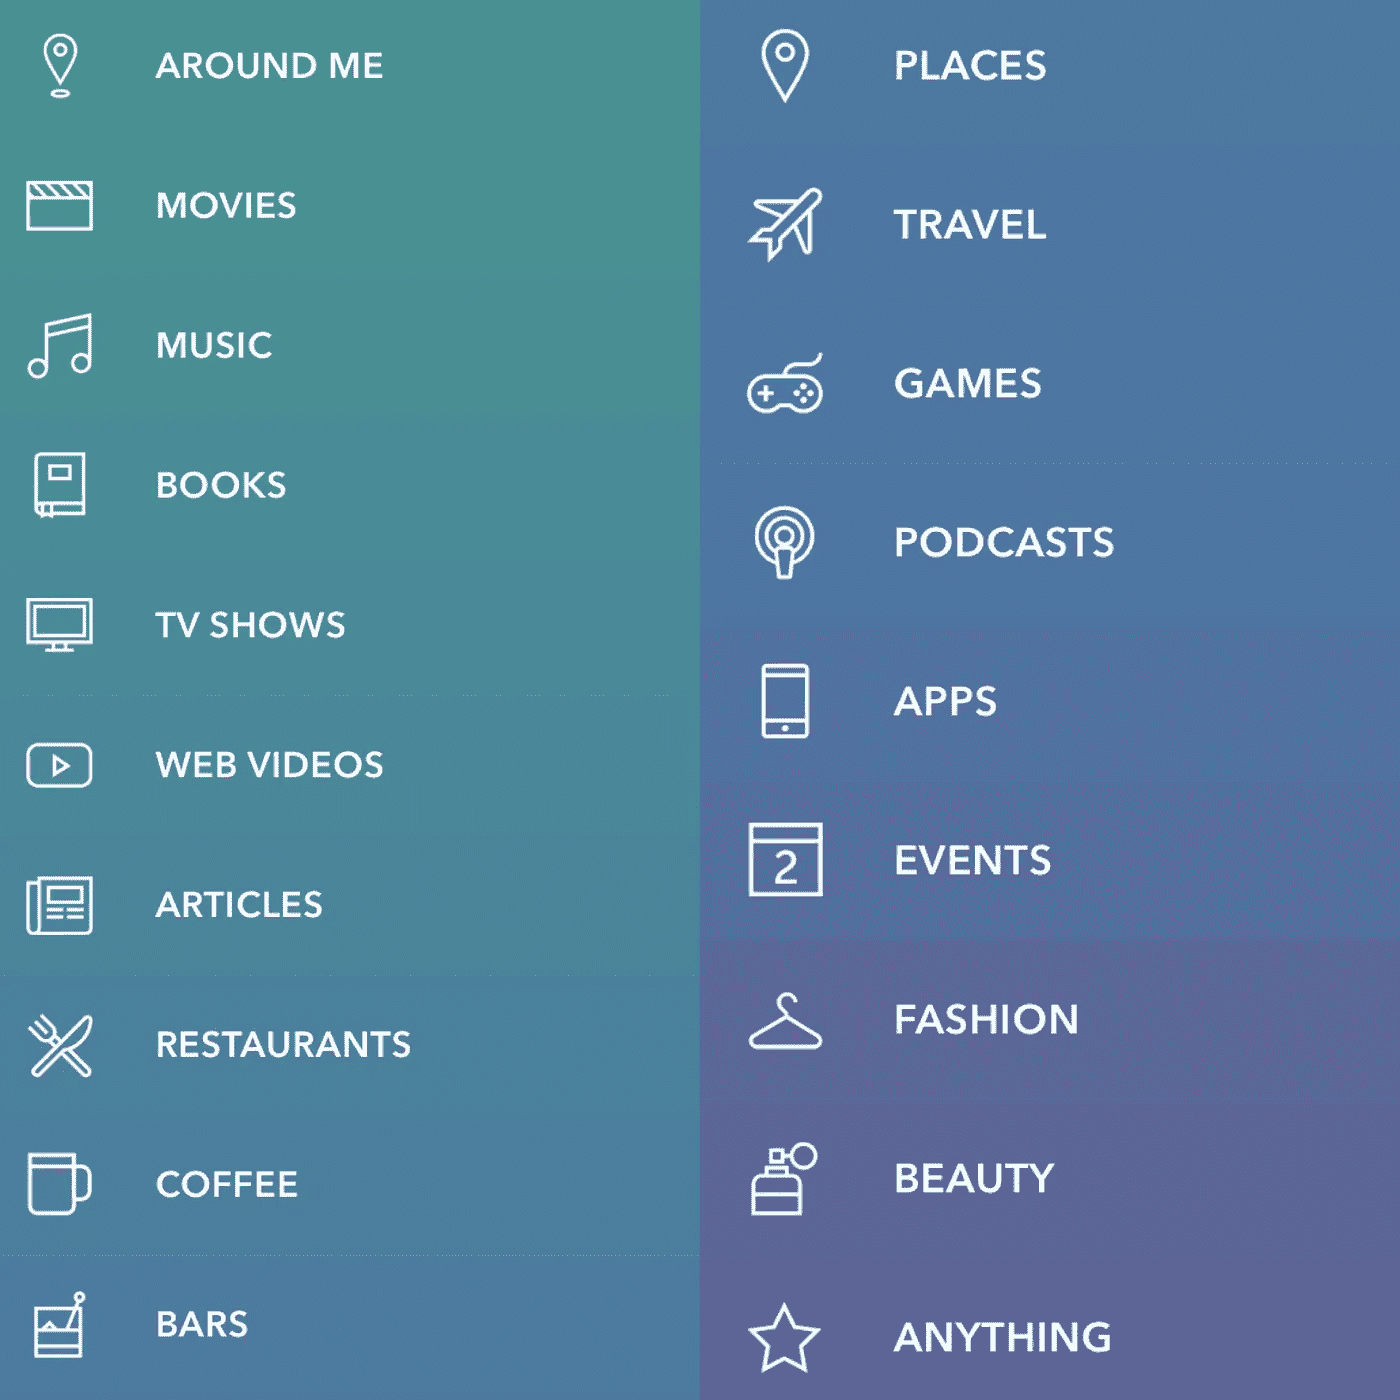 AROUND ME
MOVIES
MUSIC
BOOKS
TV SHOWS
WEB VIDEOS
ARTICLES
RESTAURANTS
COFFEE
BARS
PLACES
TRAVEL
GAMES
PODCASTS
APPS
2
EVENTS
FASHION
BEAUTY
ANYTHING